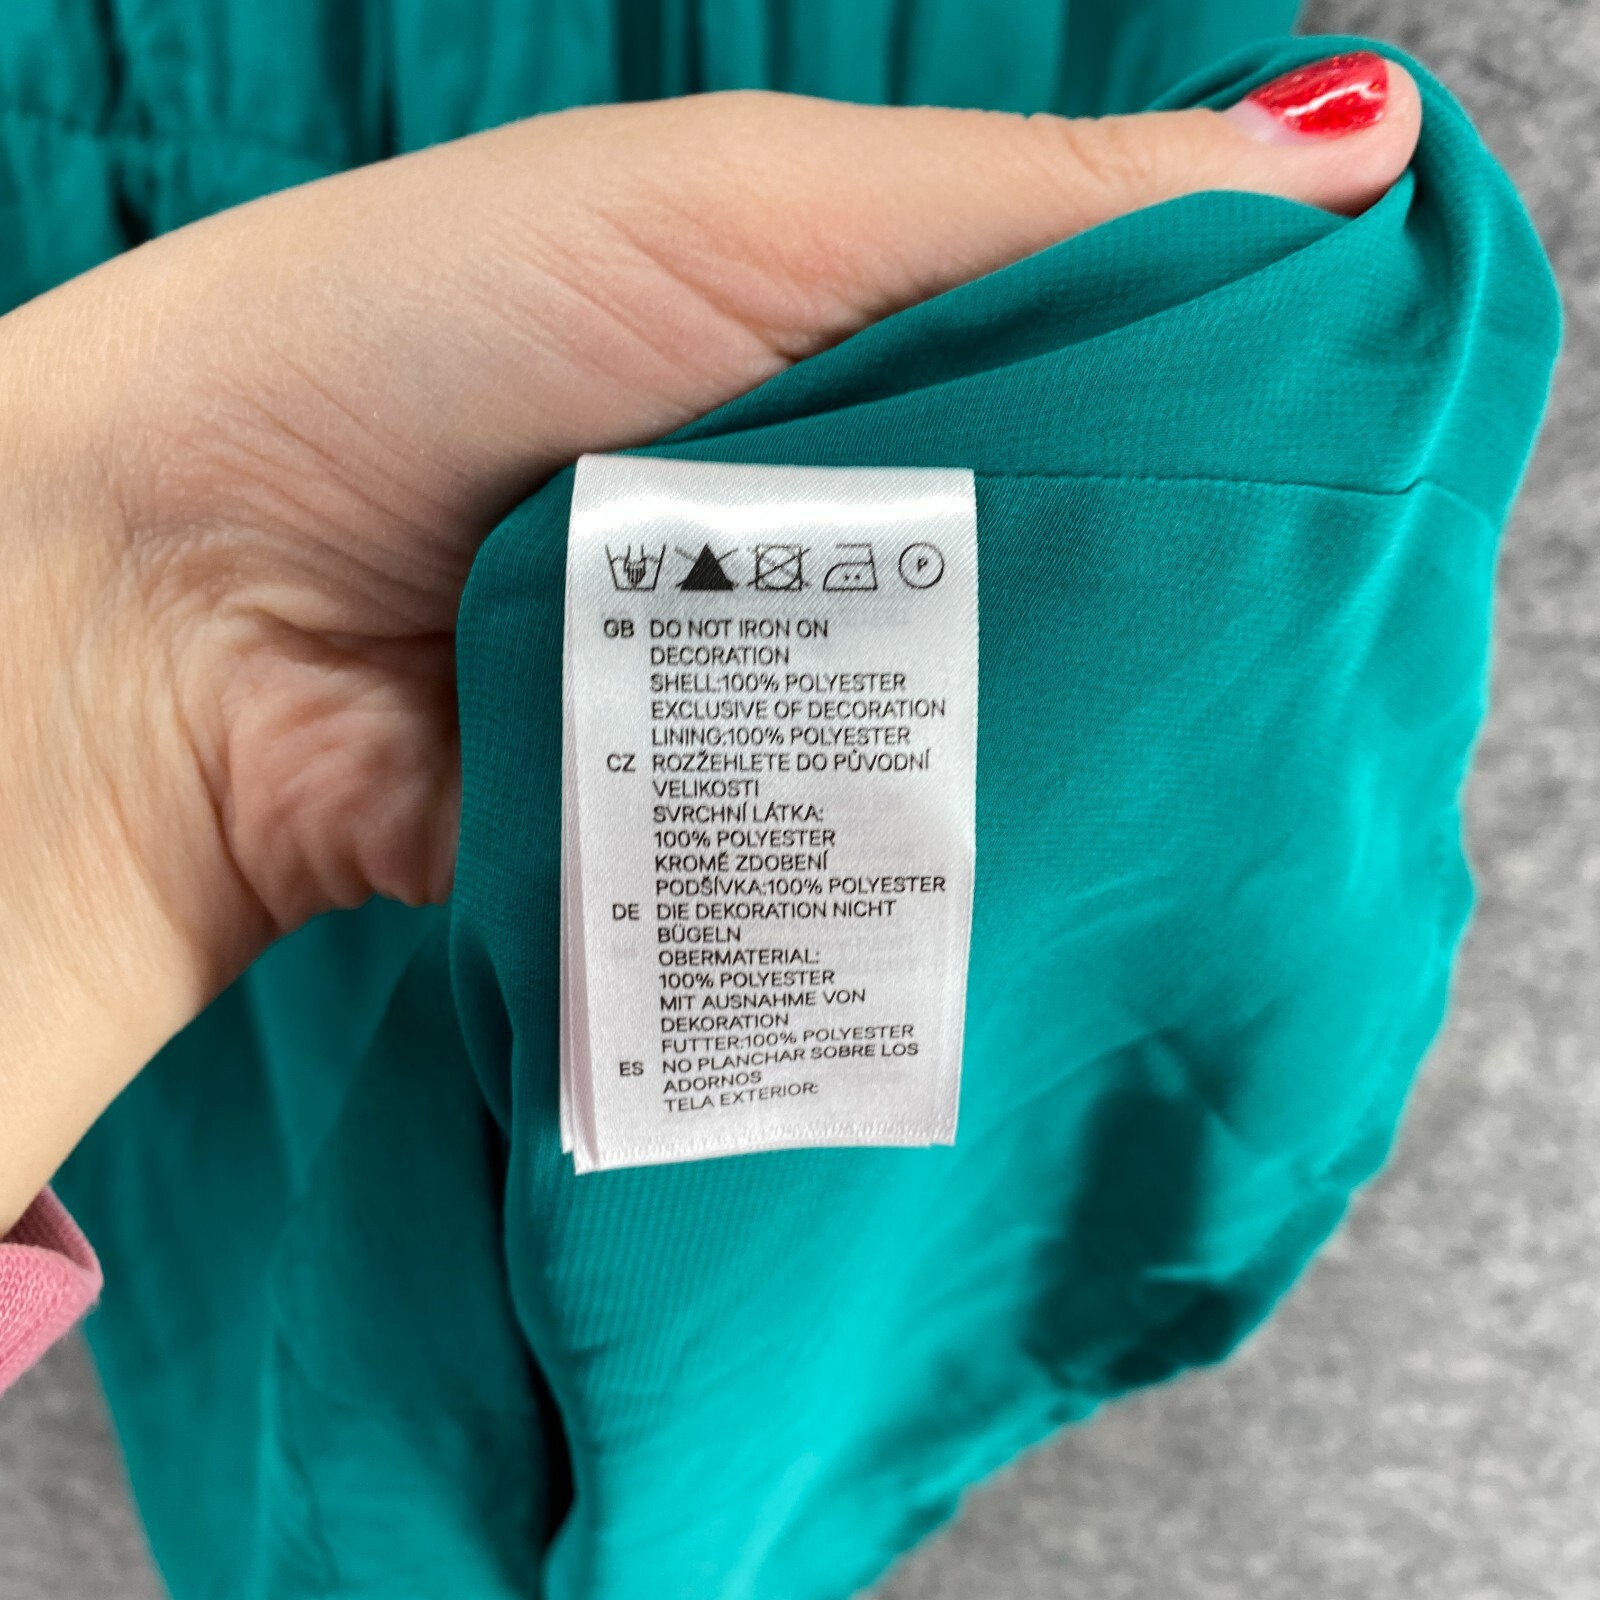 P
GB DO NOT IRON ON
DECORATION
SHELL:100% POLYESTER
EXCLUSIVE OF DECORATION
LINING:100% POLYESTER
CZ ROZŽEHLETE DO PŮVODNÍ
VELIKOSTI
SVRCHNÍ LÁTKA:
100% POLYESTER
KROMĚ ZDOBENÍ
PODŠÍVKA:100% POLYESTER
DE DIE DEKORATION NICHT
BÜGELN
OBERMATERIAL:
100% POLYESTER
MIT AUSNAHME VON
DEKORATION
FUTTER:100% POLYESTER
ES NO PLANCHAR SOBRE LOS
ADORNOS
TELA EXTERIOR: